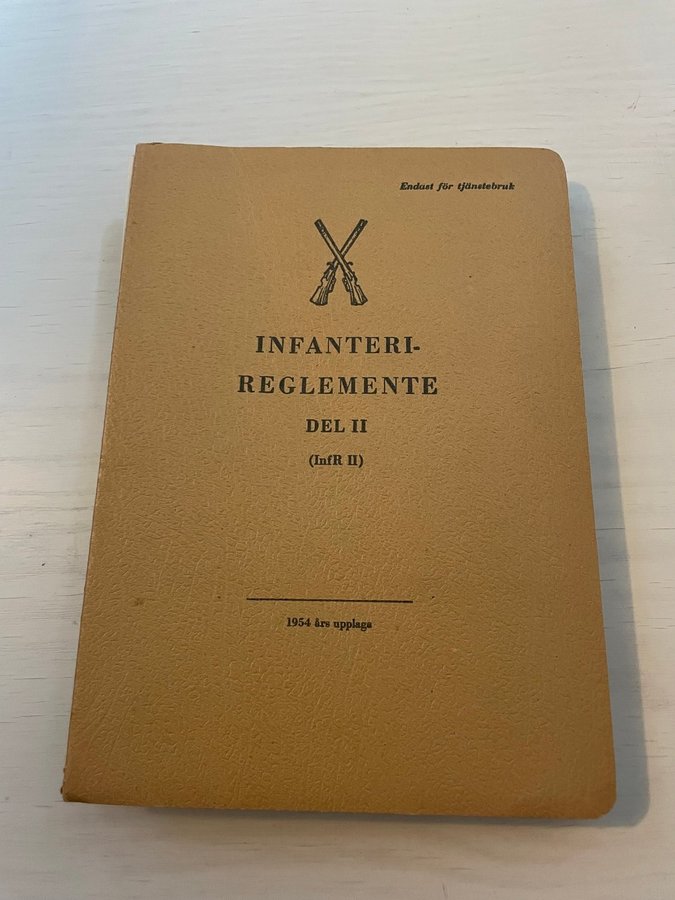 Endast för tjänstebruk
INFANTERI-
REGLEMENTE
DEL II
(InfR II)
1954 års upplaga